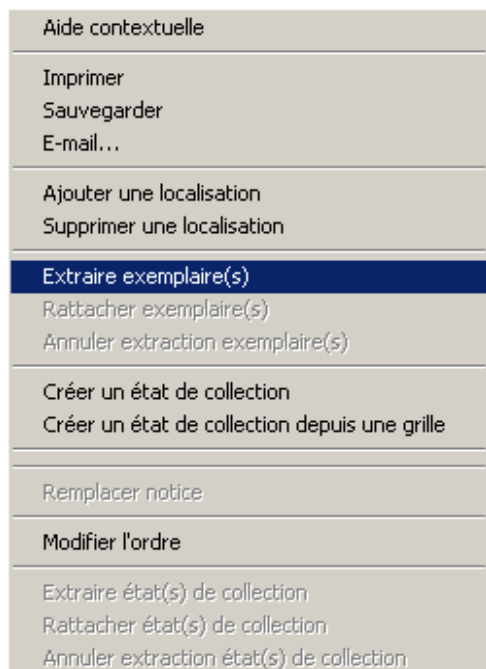 Aide contextuelle
Imprimer
Sauvegarder
E-mail...
Ajouter une localisation
Supprimer une localisation
Extraire exemplaire(s)
Rattacher exemplaire(s)
Annuler extraction exemplaire(s)
Créer un état de collection
Créer un état de collection depuis une grille
Remplacer notice
Modifier l'ordre
Extraire état(s) de collection
Rattacher état(s) de collection
Annuler extraction état(s) de collection